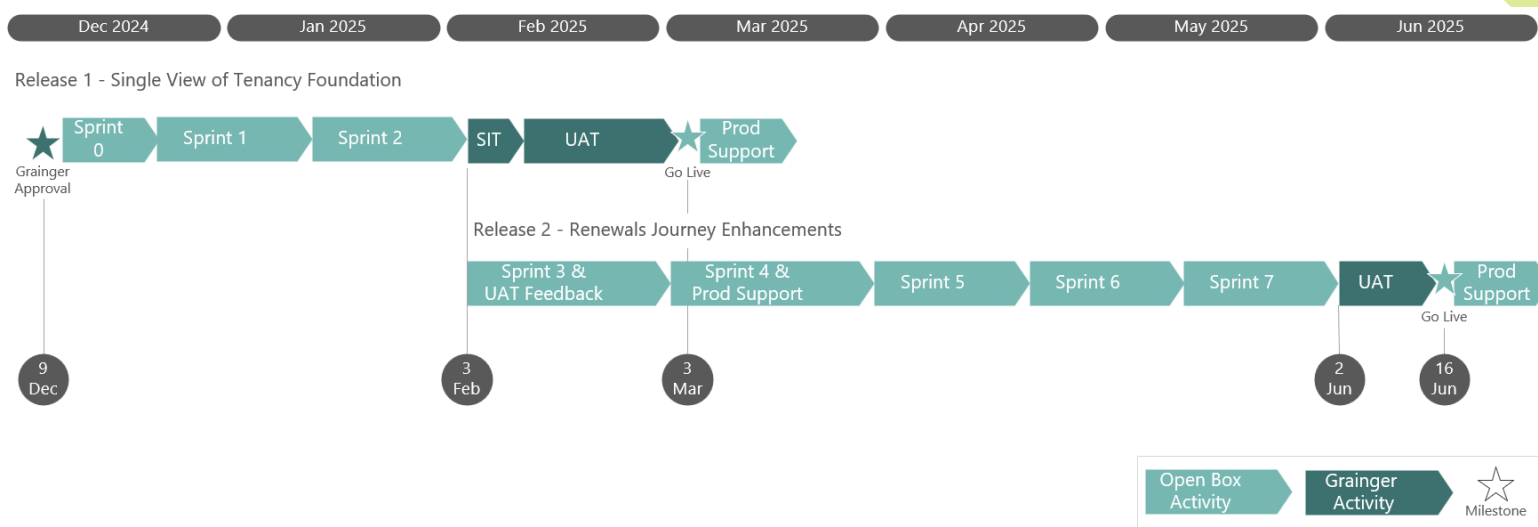 Dec 2024
Jan 2025
Feb 2025
Mar 2025
Apr 2025
May 2025
Jun 2025
Release 1 - Single View of Tenancy Foundation
Sprint
0
Sprint 1
Sprint 2
SIT
UAT
Prod
Support
Grainger
Approval
Go Live
Release 2 - Renewals Journey Enhancements
Sprint 3 &
UAT Feedback
Sprint 4 &
Prod Support
Sprint 5
Sprint 6
Sprint 7
UAT
Prod
Support
Go Live
9
Dec
3
Feb
3
Mar
2
Jun
16
Jun
Open Box
Activity
Grainger
Activity
Milestone